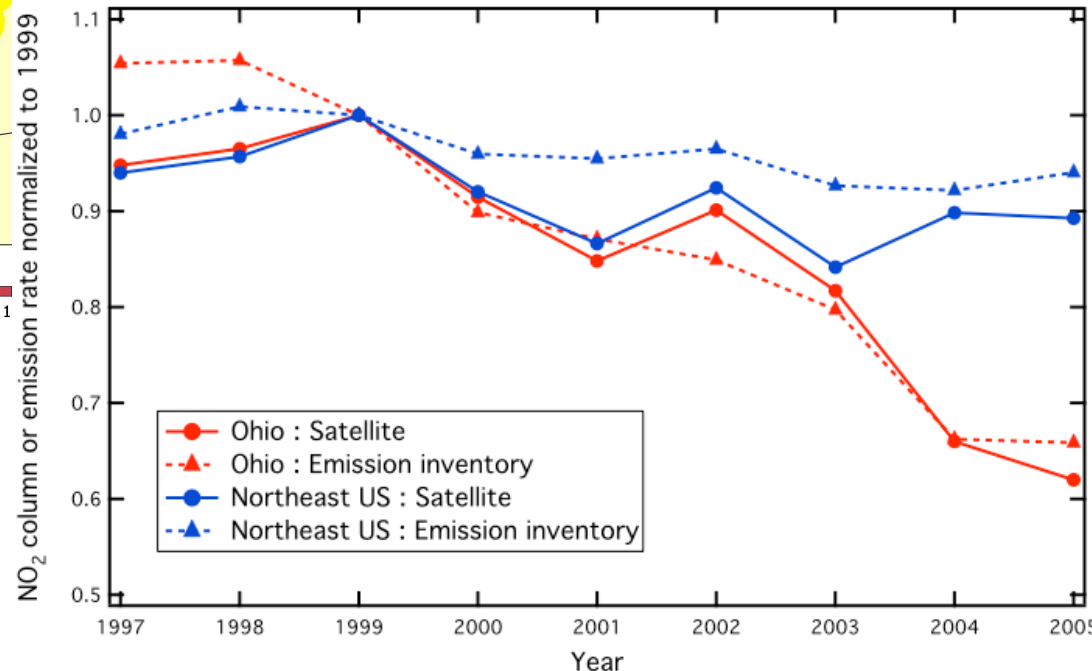 NO2 column or emission rate normalized to 1999
1.1
1.0
0.9
0.8
0.7
0.6
0.5
1
Ohio : Satellite
Ohio : Emission inventory
Northeast US : Satellite
Northeast US : Emission inventory
1997 1998 1999 2000 2001 2002 2003 2004 2005
Year